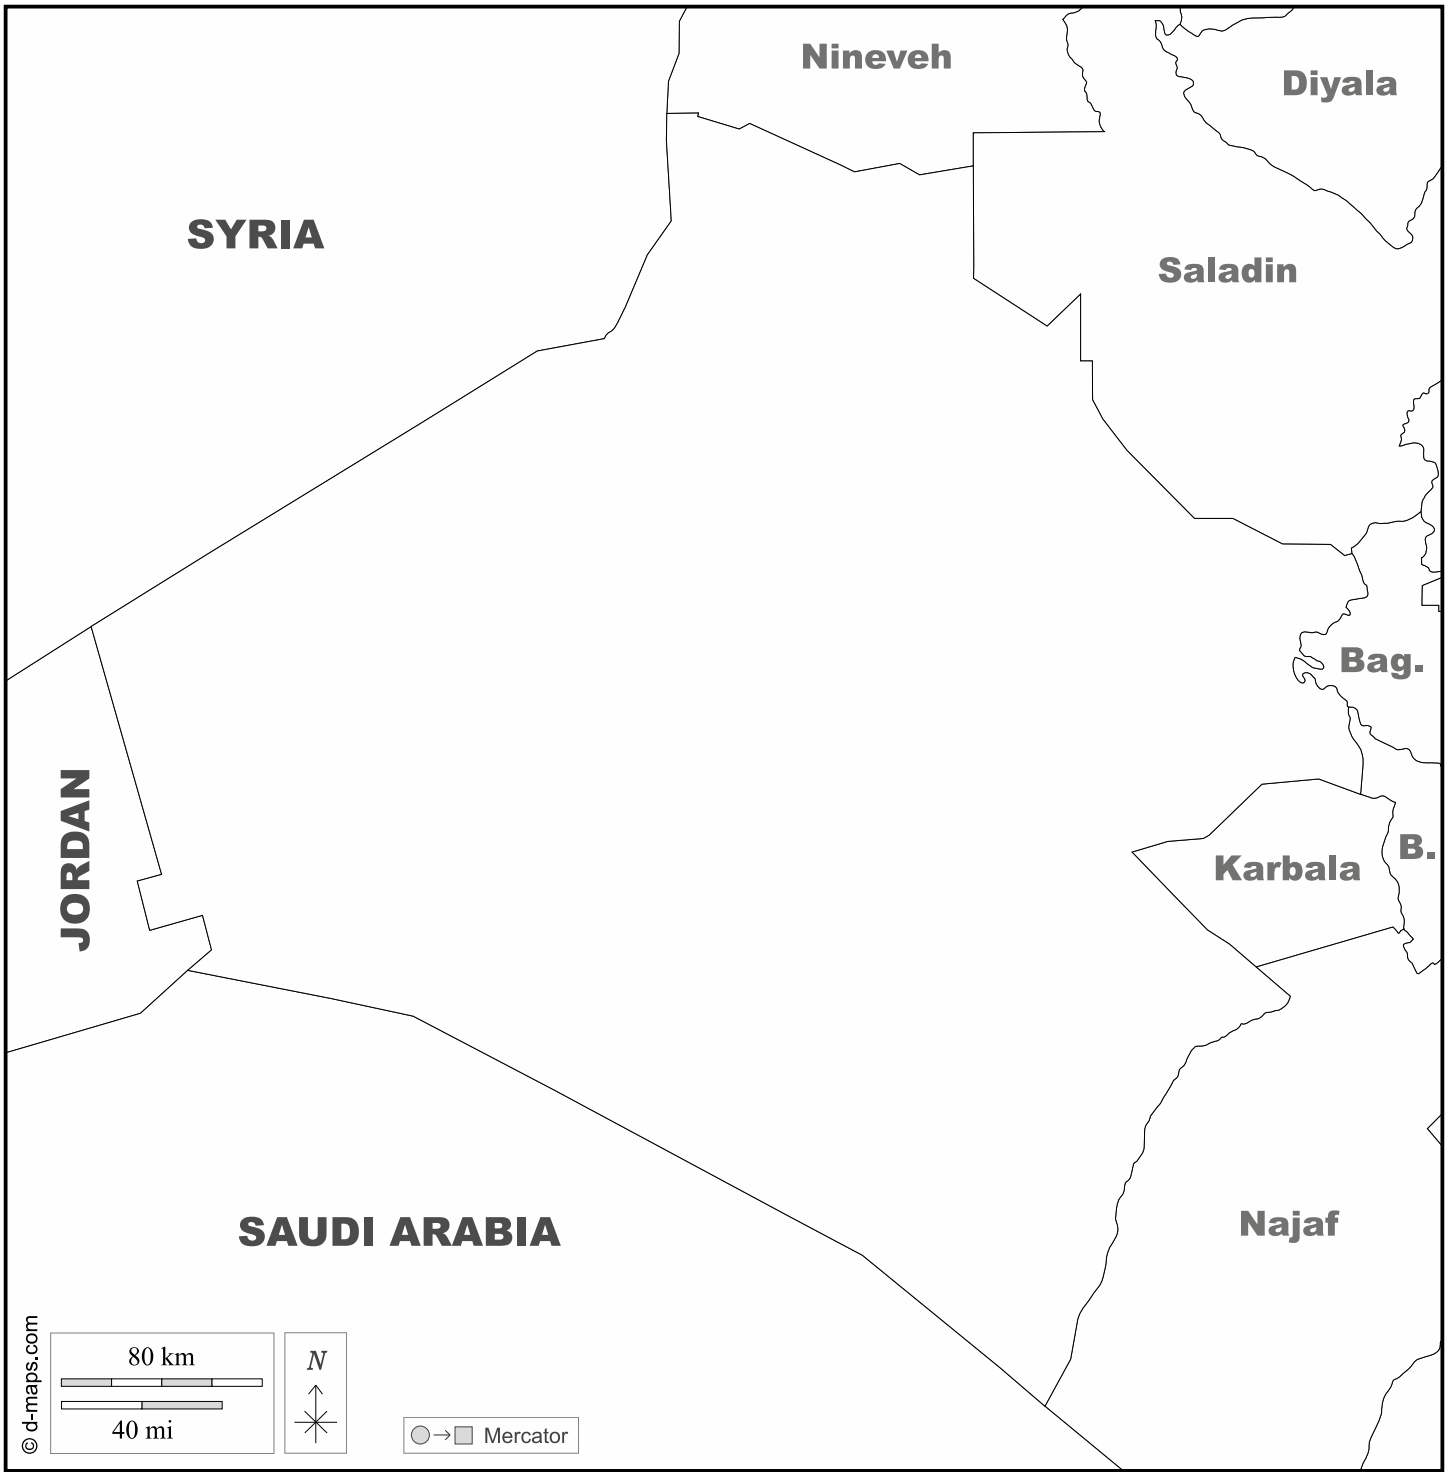 Nineveh
Diyala
SYRIA
Saladin
Bag.
JORDAN
B.
Karbala
SAUDI ARABIA
Najaf
© d-maps.com
80 km
40 mi
N
Mercator